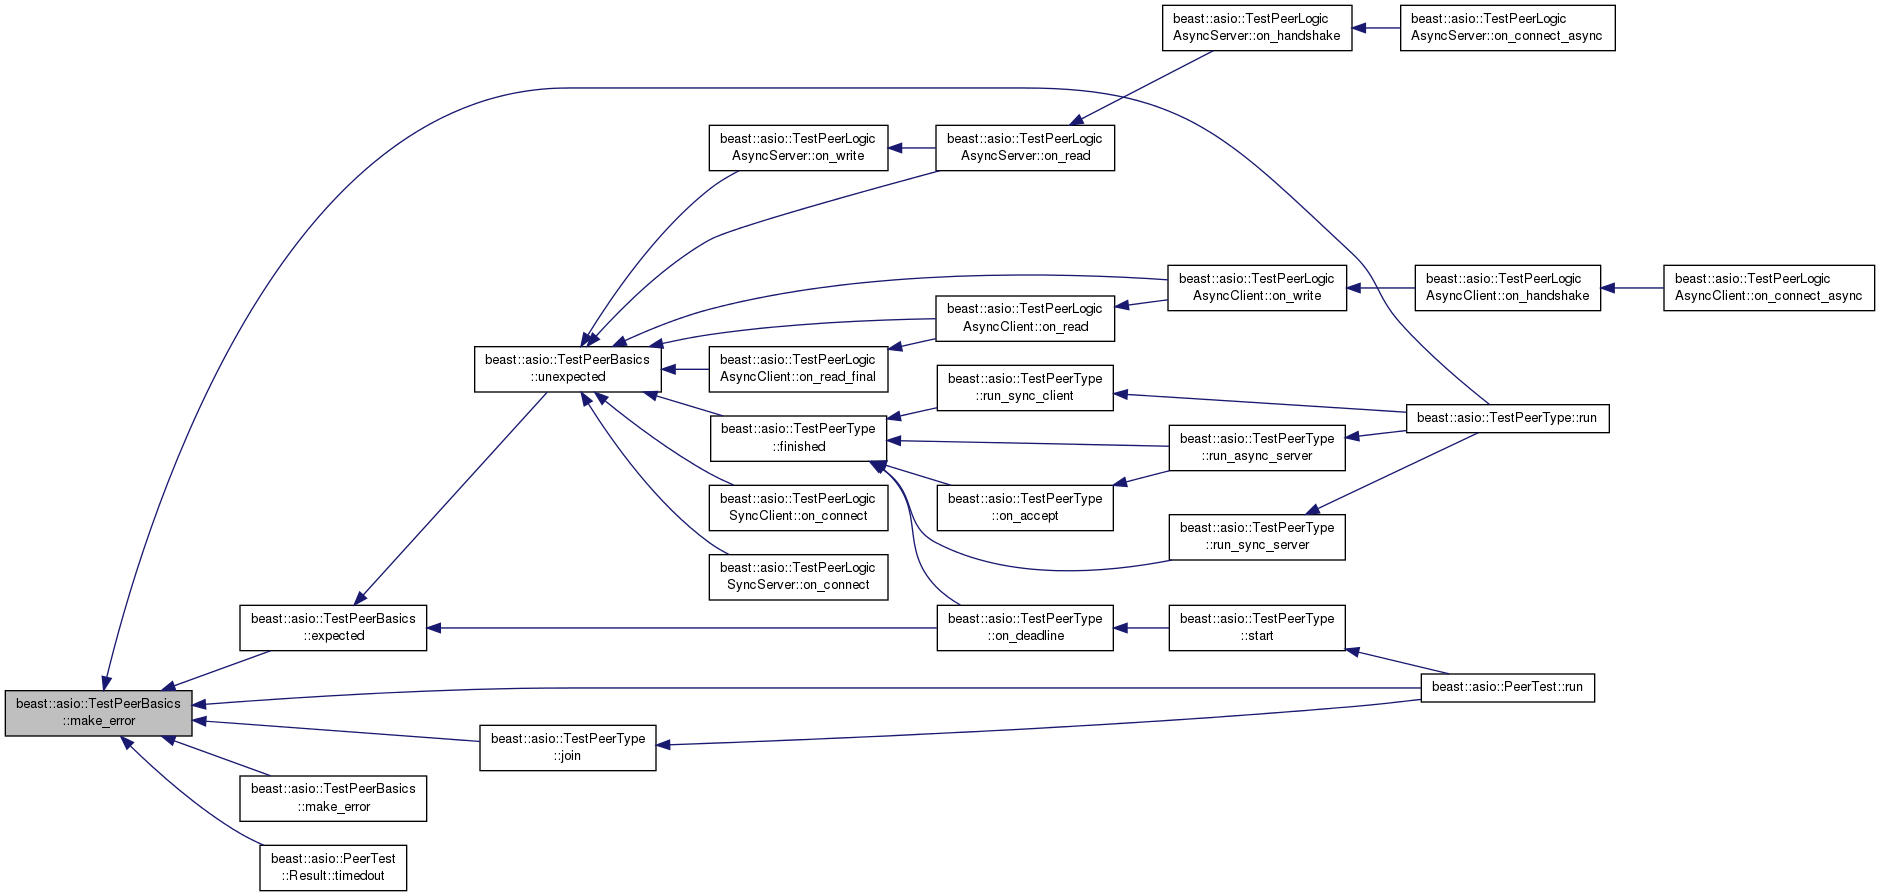 beast::asio::TestPeerLogic
AsyncServer::on_handshake
beast::asio::TestPeerLogic
AsyncServer::on_connect_async
beast::asio::TestPeerLogic
AsyncServer::on_write
beast::asio::TestPeerLogic
AsyncServer::on_read
beast::asio::TestPeerLogic
AsyncClient::on_write
beast::asio::TestPeerLogic
AsyncClient::on_handshake
beast::asio::TestPeerLogic
AsyncClient::on_connect_async
beast::asio::TestPeerLogic
AsyncClient::on_read
beast::asio::TestPeerBasics
::unexpected
beast::asio::TestPeerLogic
AsyncClient::on_read_final
beast::asio::TestPeerType
::run_sync_client
beast::asio::TestPeerType::run
beast::asio::TestPeerType
::finished
beast::asio::TestPeerType
::run_async_server
beast::asio::TestPeerLogic
SyncClient::on_connect
beast::asio::TestPeerType
::on_accept
beast::asio::TestPeerType
::run_sync_server
beast::asio::TestPeerLogic
SyncServer::on_connect
beast::asio::TestPeerBasics
::expected
beast::asio::TestPeerType
::on_deadline
beast::asio::TestPeerType
::start
beast::asio::PeerTest::run
beast::asio::TestPeerBasics
::make_error
beast::asio::TestPeerType
::join
beast::asio::TestPeerBasics
::make_error
beast::asio::PeerTest
::Result::timedout